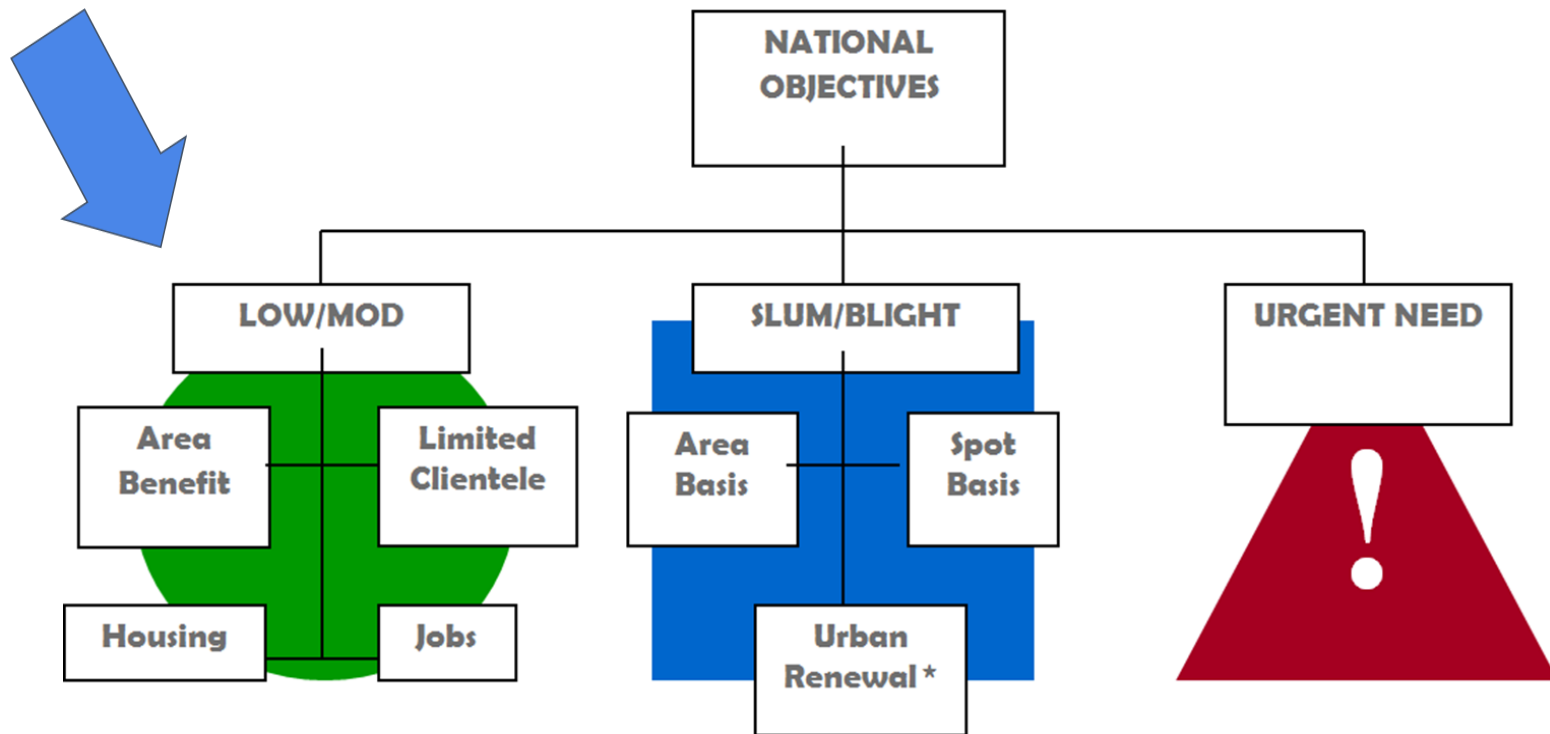 NATIONAL
OBJECTIVES
LOW/MOD
SLUM/BLIGHT
URGENT NEED
Area
Benefit
Limited
Clientele
Area
Basis
Spot
Basis
!
Housing
Jobs
Urban
Renewal*